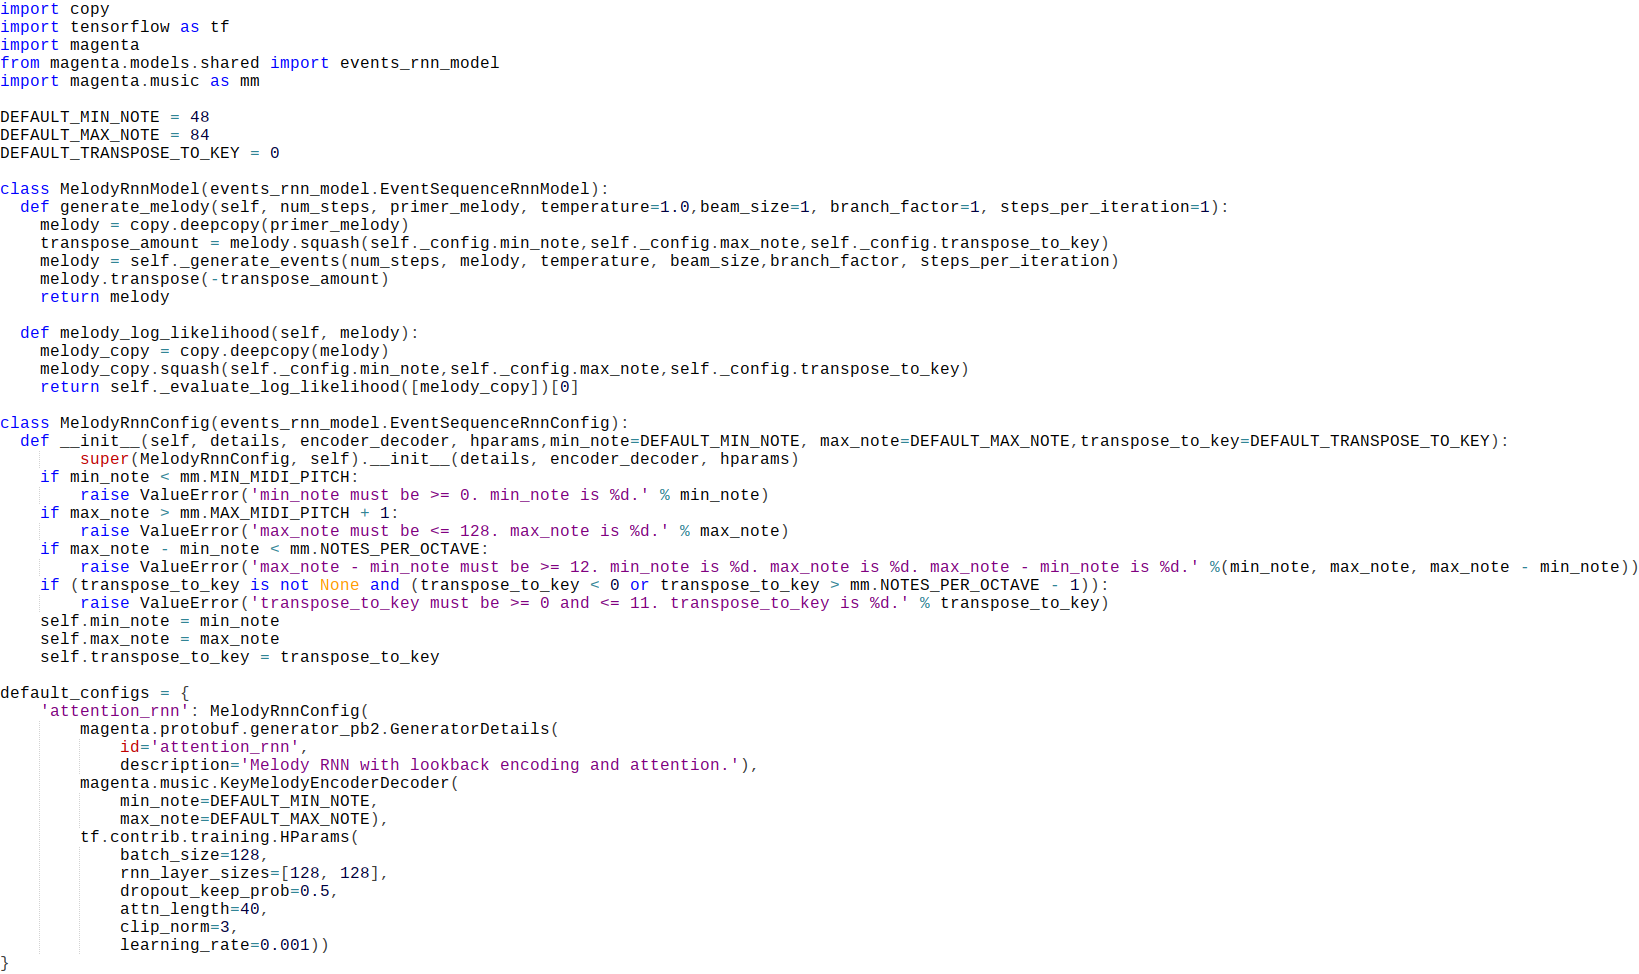 import copy
import tensorflow as tf
import magenta
from magenta.models.shared import events_rnn_model
import magenta.music as mm

DEFAULT_MIN_NOTE = 48
DEFAULT_MAX_NOTE = 84
DEFAULT_TRANSPOSE_TO_KEY = 0

class MelodyRnnModel(events_rnn_model.EventSequenceRnnModel):
  def generate_melody(self, num_steps, primer_melody, temperature=1.0,beam_size=1, branch_factor=1, steps_per_iteration=1):
    melody = copy.deepcopy(primer_melody)
    transpose_amount = melody.squash(self._config.min_note,self._config.max_note,self._config.transpose_to_key)
    melody = self._generate_events(num_steps, melody, temperature, beam_size,branch_factor, steps_per_iteration)
    melody.transpose(-transpose_amount)
    return melody

  def melody_log_likelihood(self, melody):
    melody_copy = copy.deepcopy(melody)
    melody_copy.squash(self._config.min_note,self._config.max_note,self._config.transpose_to_key)
    return self._evaluate_log_likelihood([melody_copy])[0]

class MelodyRnnConfig(events_rnn_model.EventSequenceRnnConfig):
  def __init__(self, details, encoder_decoder, hparams,min_note=DEFAULT_MIN_NOTE, max_note=DEFAULT_MAX_NOTE,transpose_to_key=DEFAULT_TRANSPOSE_TO_KEY):
        super(MelodyRnnConfig, self).__init__(details, encoder_decoder, hparams)
    if min_note < mm.MIN_MIDI_PITCH:
        raise ValueError('min_note must be >= 0. min_note is %d.' % min_note)
    if max_note > mm.MAX_MIDI_PITCH + 1:
        raise ValueError('max_note must be <= 128. max_note is %d.' % max_note)
    if max_note - min_note < mm.NOTES_PER_OCTAVE:
        raise ValueError('max_note - min_note must be >= 12. min_note is %d. max_note is %d. max_note - min_note is %d.' %(min_note, max_note, max_note - min_note))
    if (transpose_to_key is not None and (transpose_to_key < 0 or transpose_to_key > mm.NOTES_PER_OCTAVE - 1)):
        raise ValueError('transpose_to_key must be >= 0 and <= 11. transpose_to_key is %d.' % transpose_to_key)
    self.min_note = min_note
    self.max_note = max_note
    self.transpose_to_key = transpose_to_key

default_configs = {
    'attention_rnn': MelodyRnnConfig(
        magenta.protobuf.generator_pb2.GeneratorDetails(
            id='attention_rnn',
            description='Melody RNN with lookback encoding and attention.'),
        magenta.music.KeyMelodyEncoderDecoder(
            min_note=DEFAULT_MIN_NOTE,
            max_note=DEFAULT_MAX_NOTE),
        tf.contrib.training.HParams(
            batch_size=128,
            rnn_layer_sizes=[128, 128],
            dropout_keep_prob=0.5,
            attn_length=40,
            clip_norm=3,
            learning_rate=0.001))
}